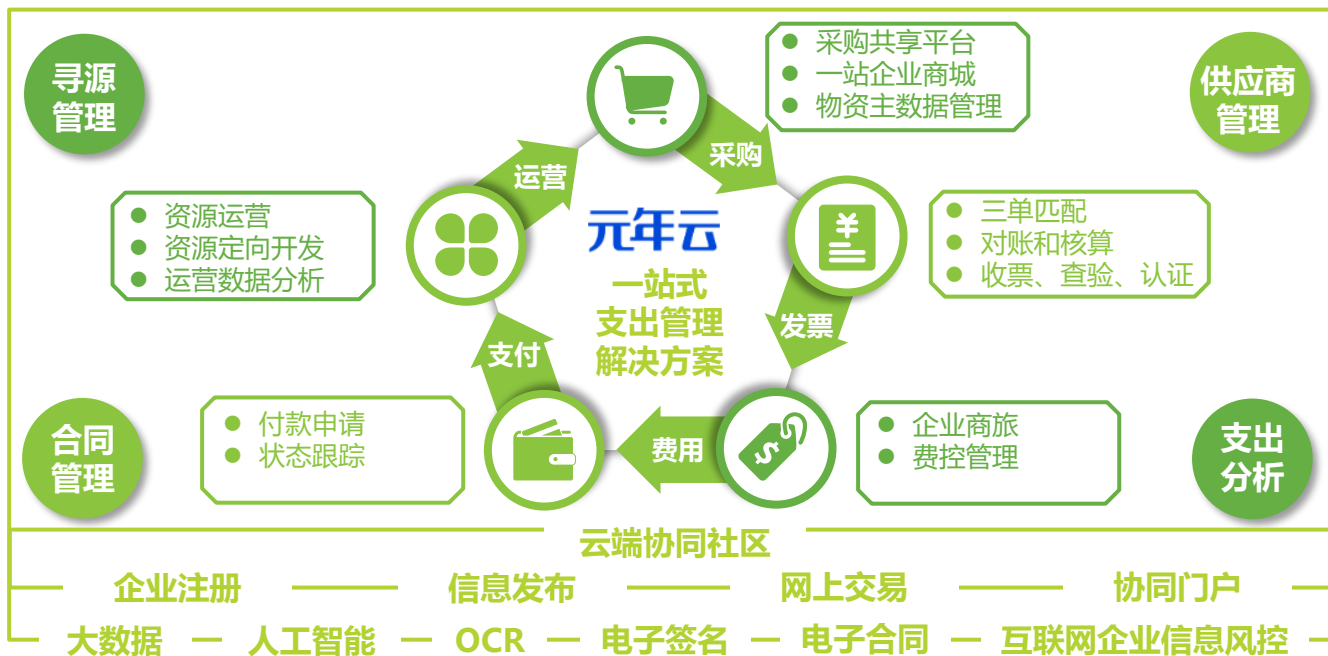 寻源
管理
采购共享平台
一站企业商城
物资主数据管理
供应商
管理
采购
运营
资源运营
资源定向开发
运营数据分析
元年云
一站式
支出管理
解决方案
¥
三单匹配
对账和核算
收票、查验、认证
发票
支付
合同
管理
付款申请
状态跟踪
费用
$
企业商旅
费控管理
支出
分析
云端协同社区
企业注册 信息发布 网上交易 协同门户
大数据 人工智能 OCR 电子签名 电子合同 互联网企业信息风控